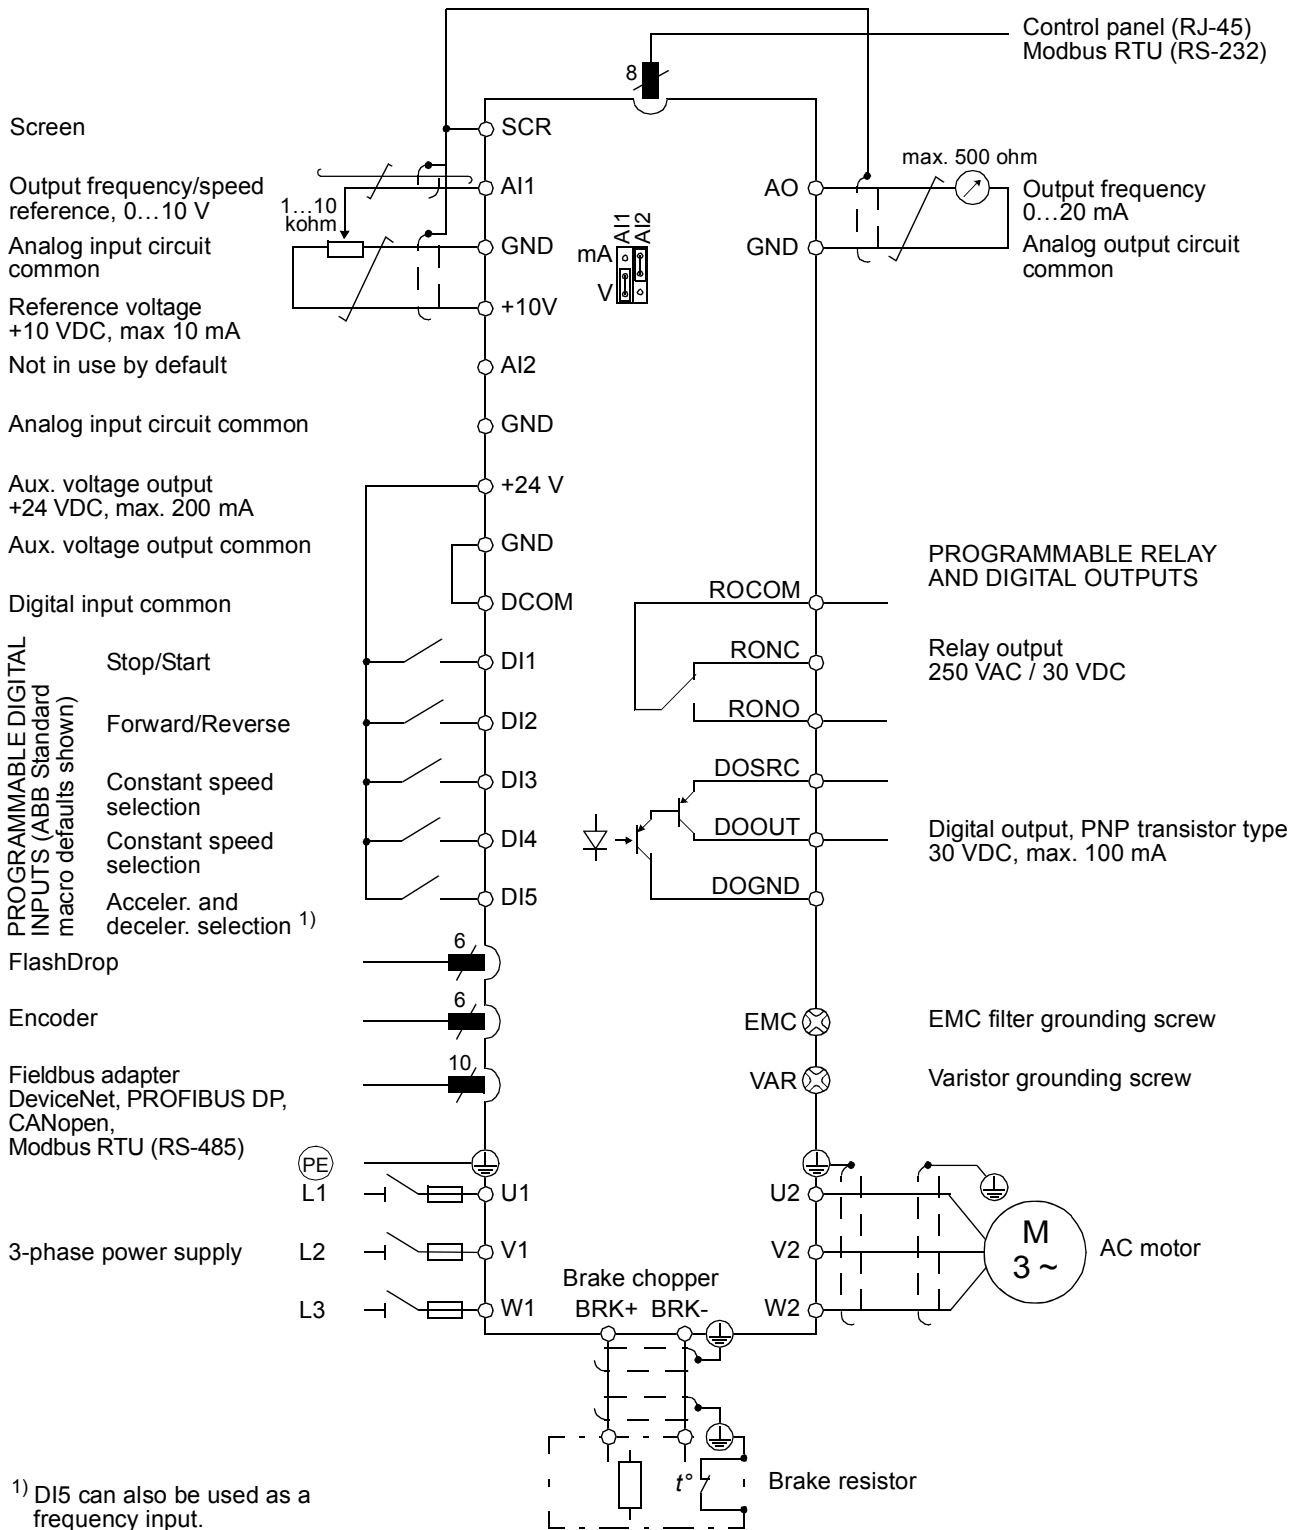 Control panel (RJ-45)
Modbus RTU (RS-232)
8
Screen
SCR
max. 500 ohm
Output frequency/speed
reference, 0…10 V
AI1
1…10
kohm
Analog input circuit
common
GND
Reference voltage
+10 VDC, max 10 mA
+10V
AI1
AI2
mA
V
AO
Output frequency
0…20 mA
GND
Analog output circuit
common
Not in use by default
AI2
Analog input circuit common
GND
Aux. voltage output
+24 VDC, max. 200 mA
+24 V
Aux. voltage output common
GND
Digital input common
DCOM
PROGRAMMABLE RELAY
AND DIGITAL OUTPUTS
ROCOM
PROGRAMMABLE DIGITAL
INPUTS (ABB Standard
macro defaults shown)
Stop/Start
DI1
RONC
Relay output
250 VAC / 30 VDC
Forward/Reverse
DI2
RONO
Constant speed
selection
DI3
DOSRC
Constant speed
selection
DI4
DOOUT
Digital output, PNP transistor type
30 VDC, max. 100 mA
Acceler. and
deceler. selection 1)
DI5
DOGND
FlashDrop
6
Encoder
6
EMC
EMC filter grounding screw
Fieldbus adapter
DeviceNet, PROFIBUS DP,
CANopen,
Modbus RTU (RS-485)
10
VAR
Varistor grounding screw
PE
L1
U1
U2
3-phase power supply
L2
V1
V2
M
3 ~
AC motor
L3
W1
W2
Brake chopper
BRK+ BRK-
t°
Brake resistor
1) DI5 can also be used as a
frequency input.